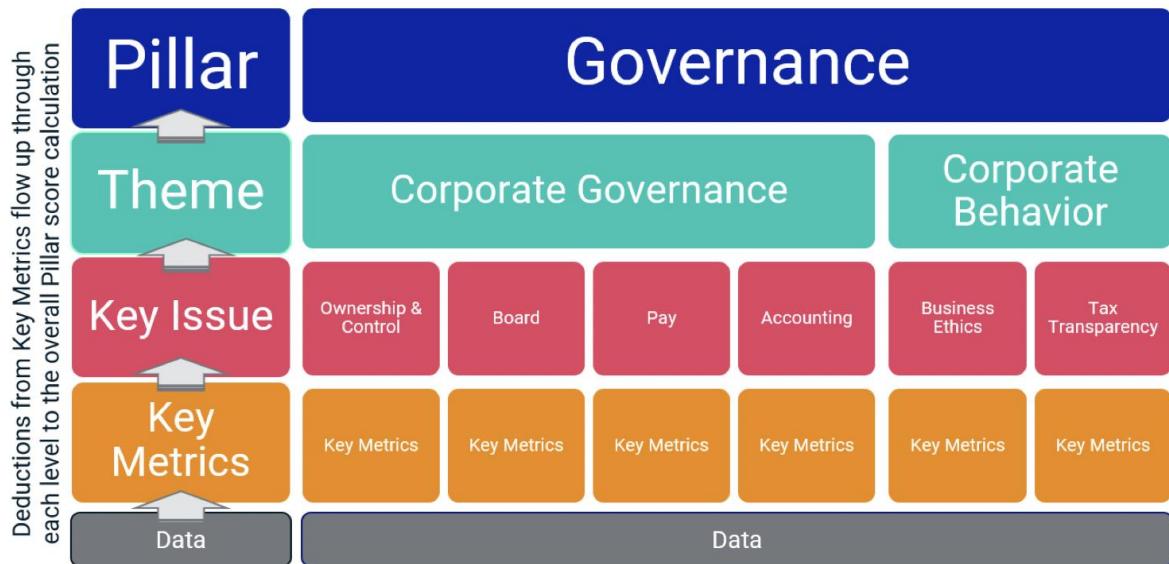 Deductions from Key Metrics flow up through
each level to the overall Pillar score calculation
Pillar
Governance
Theme
Corporate Governance
Corporate
Behavior
Key Issue
Ownership &
Control
Board
Pay
Accounting
Business
Ethics
Tax
Transparency
Key
Metrics
Key Metrics
Key Metrics
Key Metrics
Key Metrics
Key Metrics
Key Metrics
Data
Data